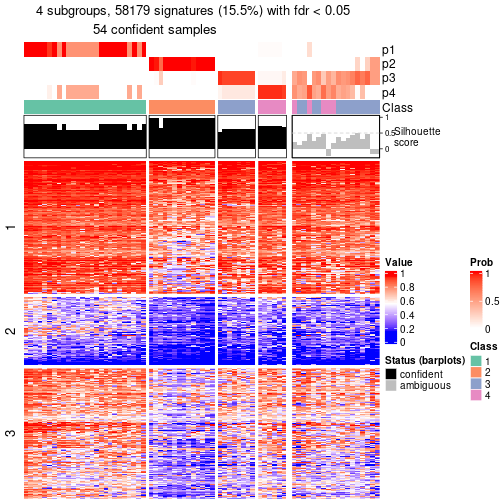 4 subgroups, 58179 signatures (15.5%) with fdr < 0.05
54 confident samples
p1
p2
p3
p4
Class
1
0.5
0
Silhouette
score
1
2
3
Value
1
0.8
0.6
0.4
0.2
0
Status (barplots)
confident
ambiguous
Prob
1
0.5
0
Class
1
2
3
4